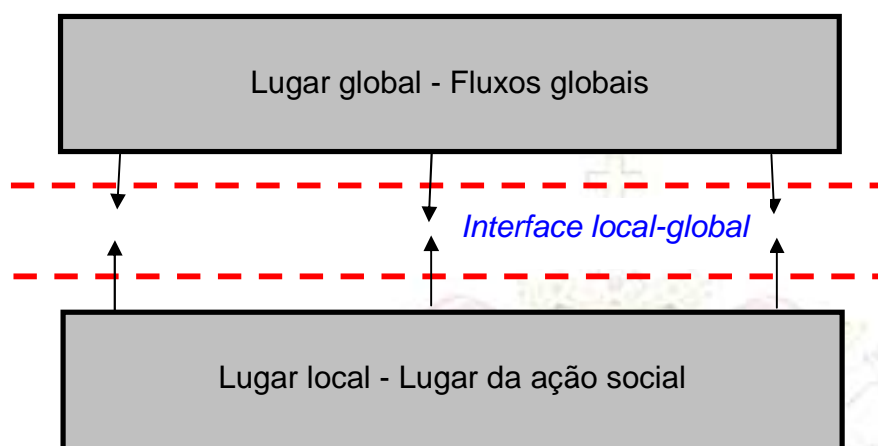 Lugar global - Fluxos globais
Interface local-global
Lugar local - Lugar da ação social